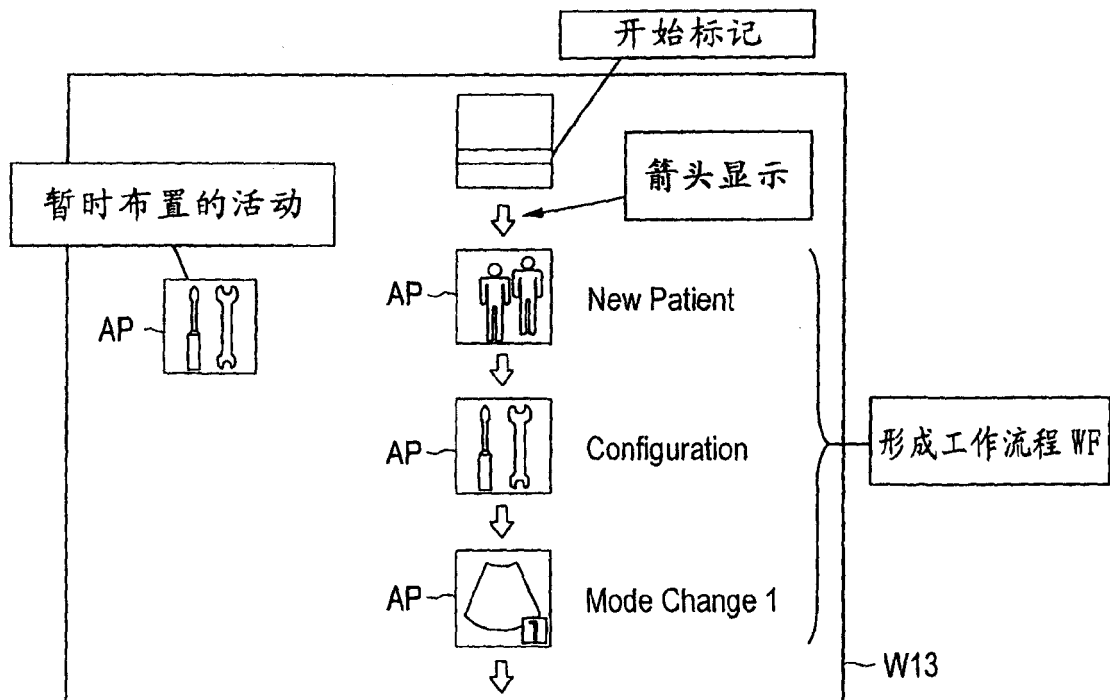 开始标记
箭头显示
暂时布置的活动
AP
AP
New Patient
AP
Configuration
形成工作流程 WF
AP
1
Mode Change 1
W13